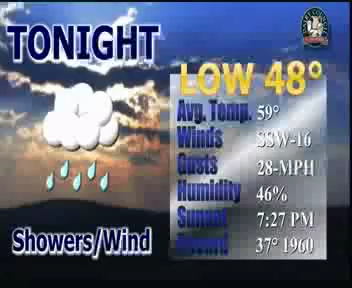 TONIGHT
LOW 48°
Avg. Temp. 59°
Winds SSW-16
Gusts 28-MPH
Humidity 46%
Sunset 7:27 PM
Record 37° 1960
Showers/Wind